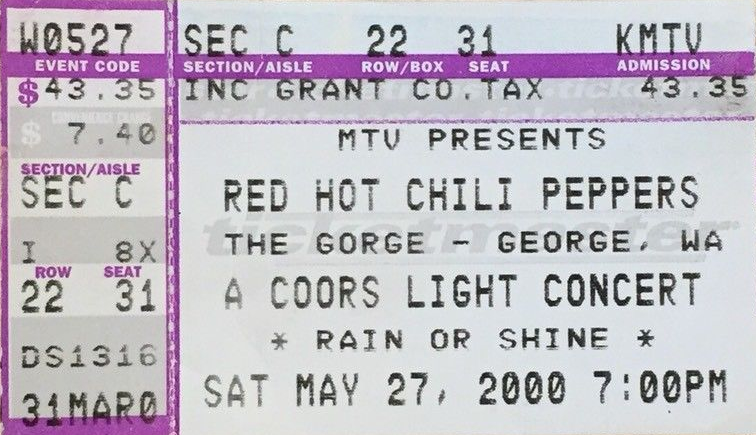 W0527
EVENT CODE
$43.35
CONVENIENCE CHARGE
$ 7.40
SECTION/AISLE
SEC C
I 8X
ROW SEAT
22 31
DS1316
31MAR0
SEC C 22 31 KMTV
SECTION/AISLE ROW/BOX SEAT ADMISSION
INC GRANT CO.TAX 43.35
MTV PRESENTS
RED HOT CHILI PEPPERS
ticketmaster
THE GORGE - GEORGE, WA
A COORS LIGHT CONCERT
* RAIN OR SHINE *
SAT MAY 27, 2000 7:00PM